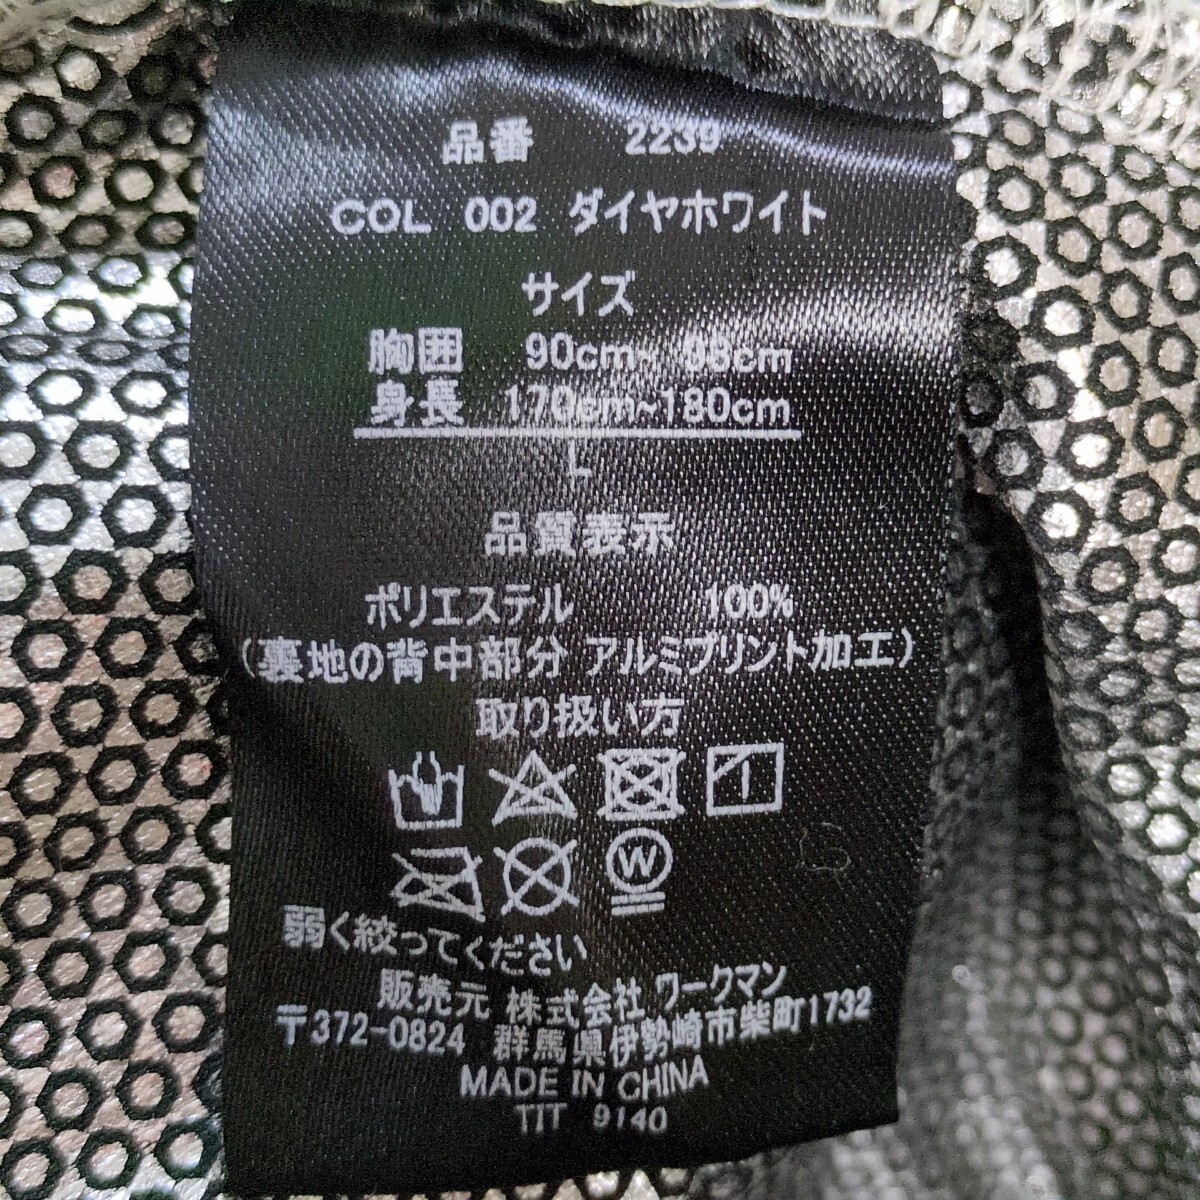 品番 2239
COL 002 ダイヤホワイト
サイズ
胸囲 90cm~ 98cm
身長 170cm~180cm
L
品質表示
ポリエステル 100%
(裏地の背中部分 アルミプリント加工)
取り扱い方
W
弱く絞ってください
販売元 株式会社 ワークマン
〒372-0824 群馬県伊勢崎市柴町1732
MADE IN CHINA
TIT 9140